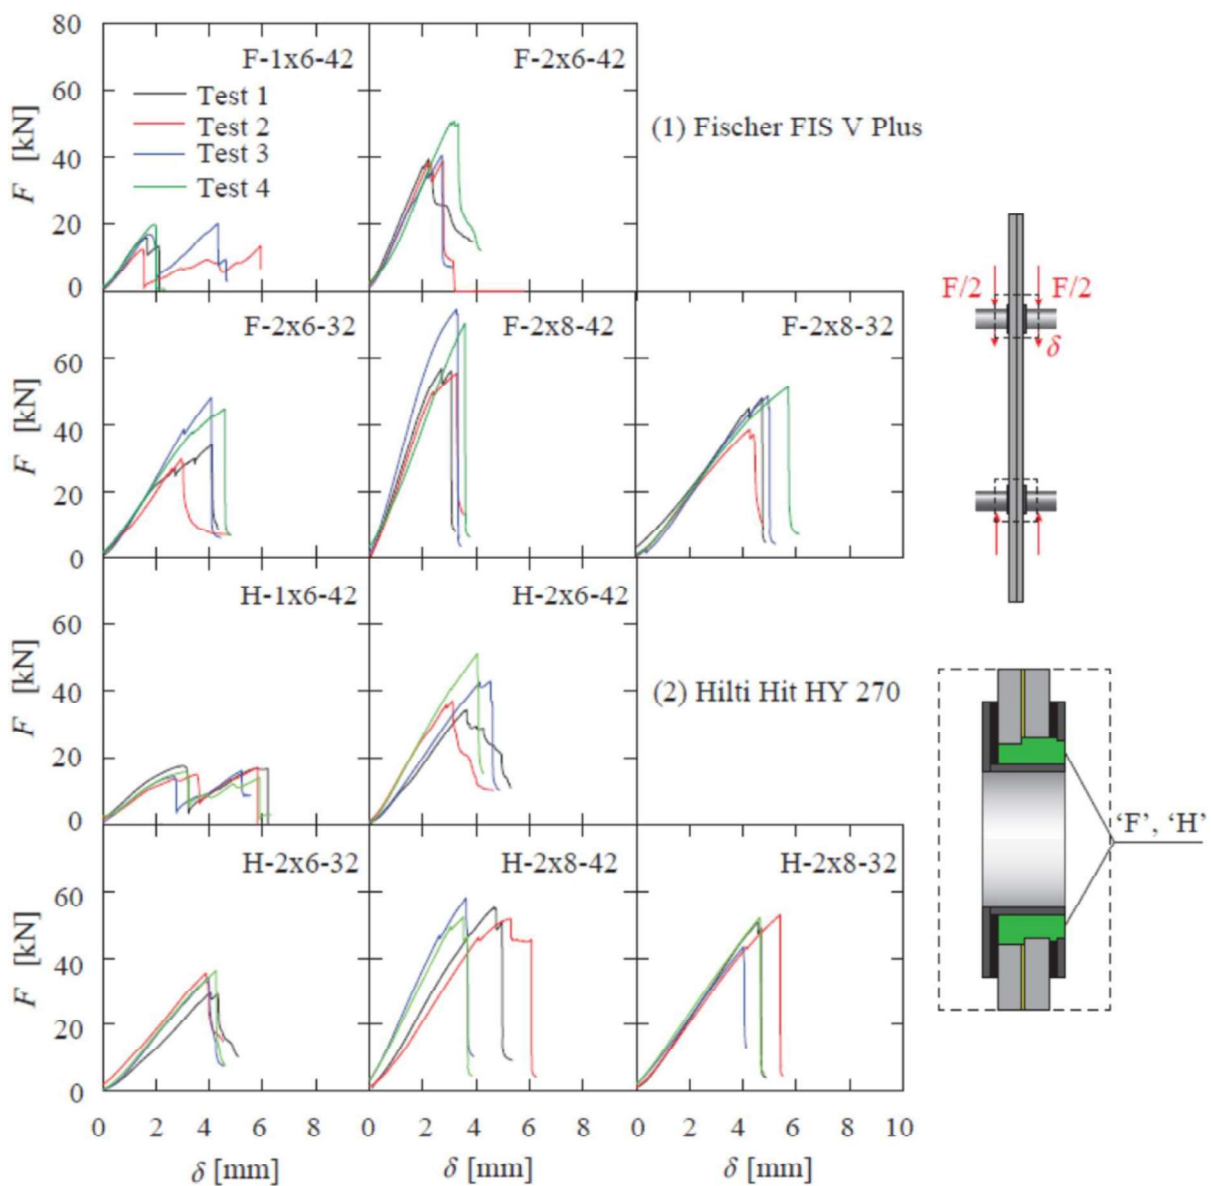 80
F-1x6-42
F-2x6-42
60
Test 1
Test 2
Test 3
Test 4
(1) Fischer FIS V Plus
F [kN]
40
20
0
F-2x6-32
F-2x8-42
F-2x8-32
F/2
F/2
δ
60
F [kN]
40
20
0
H-1x6-42
H-2x6-42
60
F [kN]
40
(2) Hilti Hit HY 270
20
0
H-2x6-32
H-2x8-42
H-2x8-32
'F', 'H'
60
F [kN]
40
20
0
0 2 4 6 8 0 2 4 6 8 0 2 4 6 8 10
δ [mm] δ [mm] δ [mm]